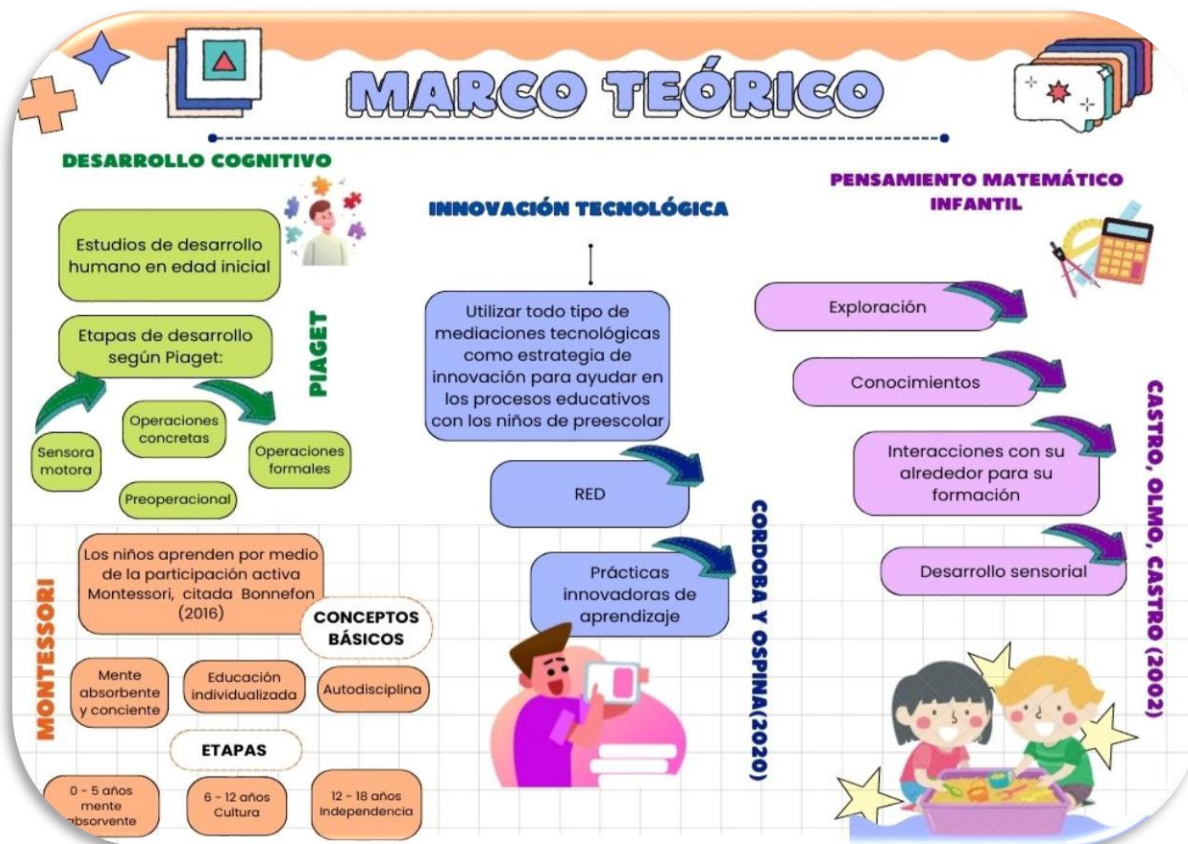 MARCO TEÓRICO
DESARROLLO COGNITIVO
Estudios de desarrollo
humano en edad inicial
Etapas de desarrollo
según Piaget:
PIAGET
Sensora
motora
Operaciones
concretas
Operaciones
formales
Preoperacional
MONTESSORI
Los niños aprenden por medio
de la participación activa
Montessori, citada Bonnefon
(2016)
CONCEPTOS
BÁSICOS
Mente
absorbente
y conciente
Educación
individualizada
Autodisciplina
ETAPAS
0 - 5 años
mente
absorvente
6 - 12 años
Cultura
12 - 18 años
Independencia
INNOVACIÓN TECNOLÓGICA
Utilizar todo tipo de
mediaciones tecnológicas
como estrategia de
innovación para ayudar en
los procesos educativos
con los niños de preescolar
RED
Prácticas
innovadoras de
aprendizaje
CORDOBA Y OSPINA(2020)
PENSAMIENTO MATEMÁTICO
INFANTIL
Exploración
Conocimientos
Interacciones con su
alrededor para su
formación
Desarrollo sensorial
CASTRO, OLMO, CASTRO (2002)